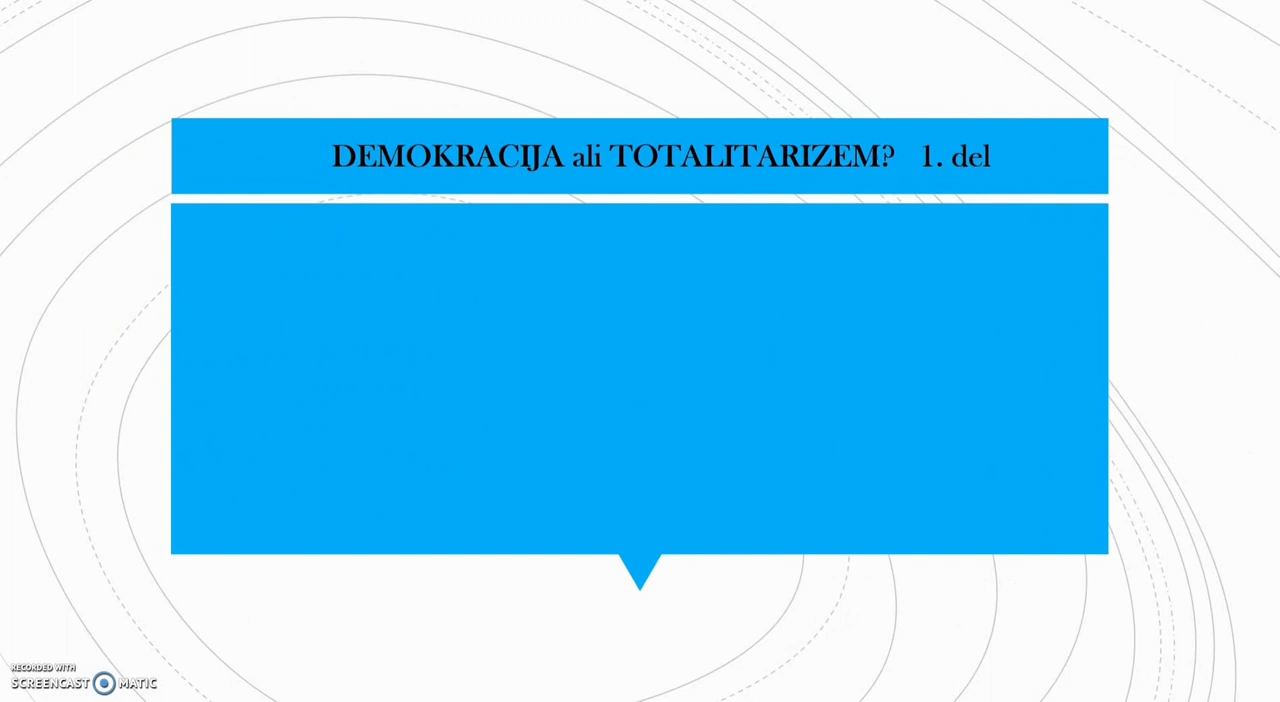 DEMOKRACIJA ali TOTALITARIZEM? 1. del
RECORDED WITH
SCREENCAST MATIC